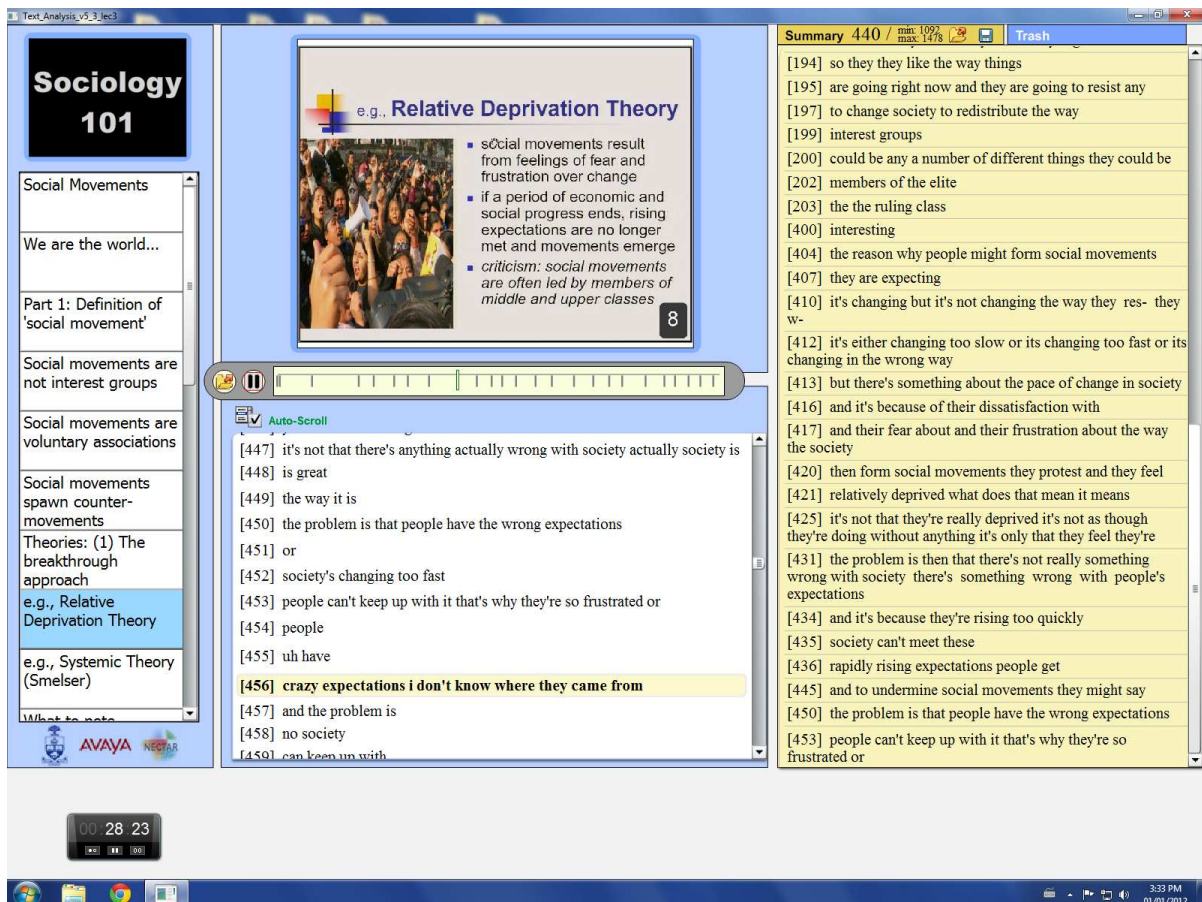 Text_Analysis_v5_3_lec3
Sociology
101
Social Movements
We are the world...
Part 1: Definition of
'social movement'
Social movements are
not interest groups
Social movements are
voluntary associations
Social movements
spawn counter-
movements
Theories: (1) The
breakthrough
approach
e.g., Relative
Deprivation Theory
e.g., Systemic Theory
(Smelser)
What to note
AVAYA NECTAR
e.g., Relative Deprivation Theory
social movements result
from feelings of fear and
frustration over change
if a period of economic and
social progress ends, rising
expectations are no longer
met and movements emerge
criticism: social movements
are often led by members of
middle and upper classes
8
Auto-Scroll
[447] it's not that there's anything actually wrong with society actually society is
[448] is great
[449] the way it is
[450] the problem is that people have the wrong expectations
[451] or
[452] society's changing too fast
[453] people can't keep up with it that's why they're so frustrated or
[454] people
[455] uh have
[456] crazy expectations i don't know where they came from
[457] and the problem is
[458] no society
[459] can keep up with
Summary 440 / min: 1092 max: 1478
Trash
[194] so they they like the way things
[195] are going right now and they are going to resist any
[197] to change society to redistribute the way
[199] interest groups
[200] could be any a number of different things they could be
[202] members of the elite
[203] the the ruling class
[400] interesting
[404] the reason why people might form social movements
[407] they are expecting
[410] it's changing but it's not changing the way they res- they
w-
[412] it's either changing too slow or its changing too fast or its
changing in the wrong way
[413] but there's something about the pace of change in society
[416] and it's because of their dissatisfaction with
[417] and their fear about and their frustration about the way
the society
[420] then form social movements they protest and they feel
[421] relatively deprived what does that mean it means
[425] it's not that they're really deprived it's not as though
they're doing without anything it's only that they feel they're
[431] the problem is then that there's not really something
wrong with society there's something wrong with people's
expectations
[434] and it's because they're rising too quickly
[435] society can't meet these
[436] rapidly rising expectations people get
[445] and to undermine social movements they might say
[450] the problem is that people have the wrong expectations
[453] people can't keep up with it that's why they're so
frustrated or
00:28:23
3:33 PM
01/01/2012